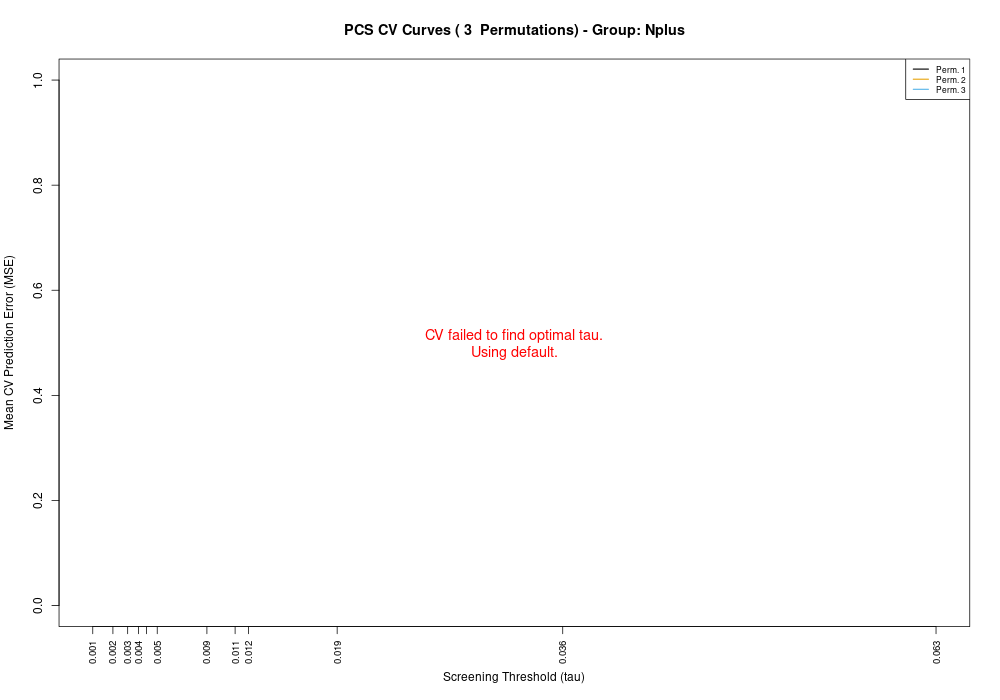 PCS CV Curves ( 3  Permutations) - Group: Nplus
Perm. 1
Perm. 2
Perm. 3
Mean CV Prediction Error (MSE)
1.0
0.8
0.6
0.4
0.2
0.0
CV failed to find optimal tau.
Using default.
0.001
0.002
0.003
0.004
0.005
0.009
0.011
0.012
0.019
0.036
0.063
Screening Threshold (tau)